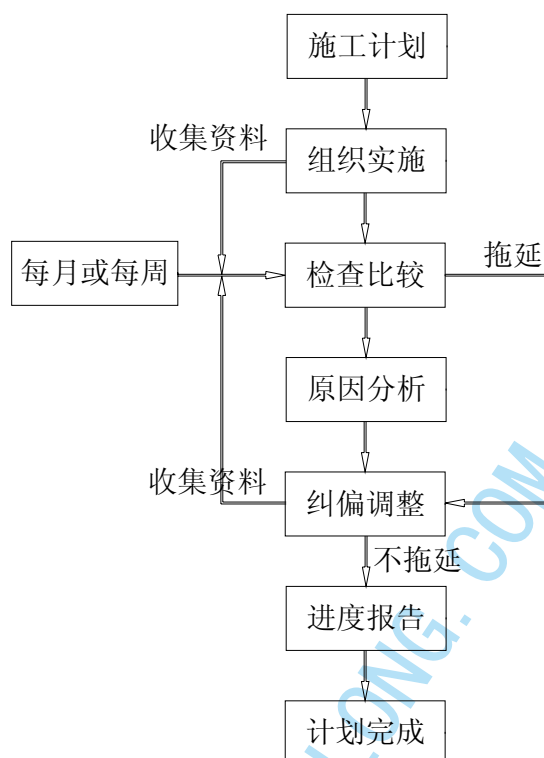 施工计划
收集资料
组织实施
每月或每周
检查比较
拖延
原因分析
收集资料
纠偏调整
不拖延
进度报告
计划完成
LONG. COM